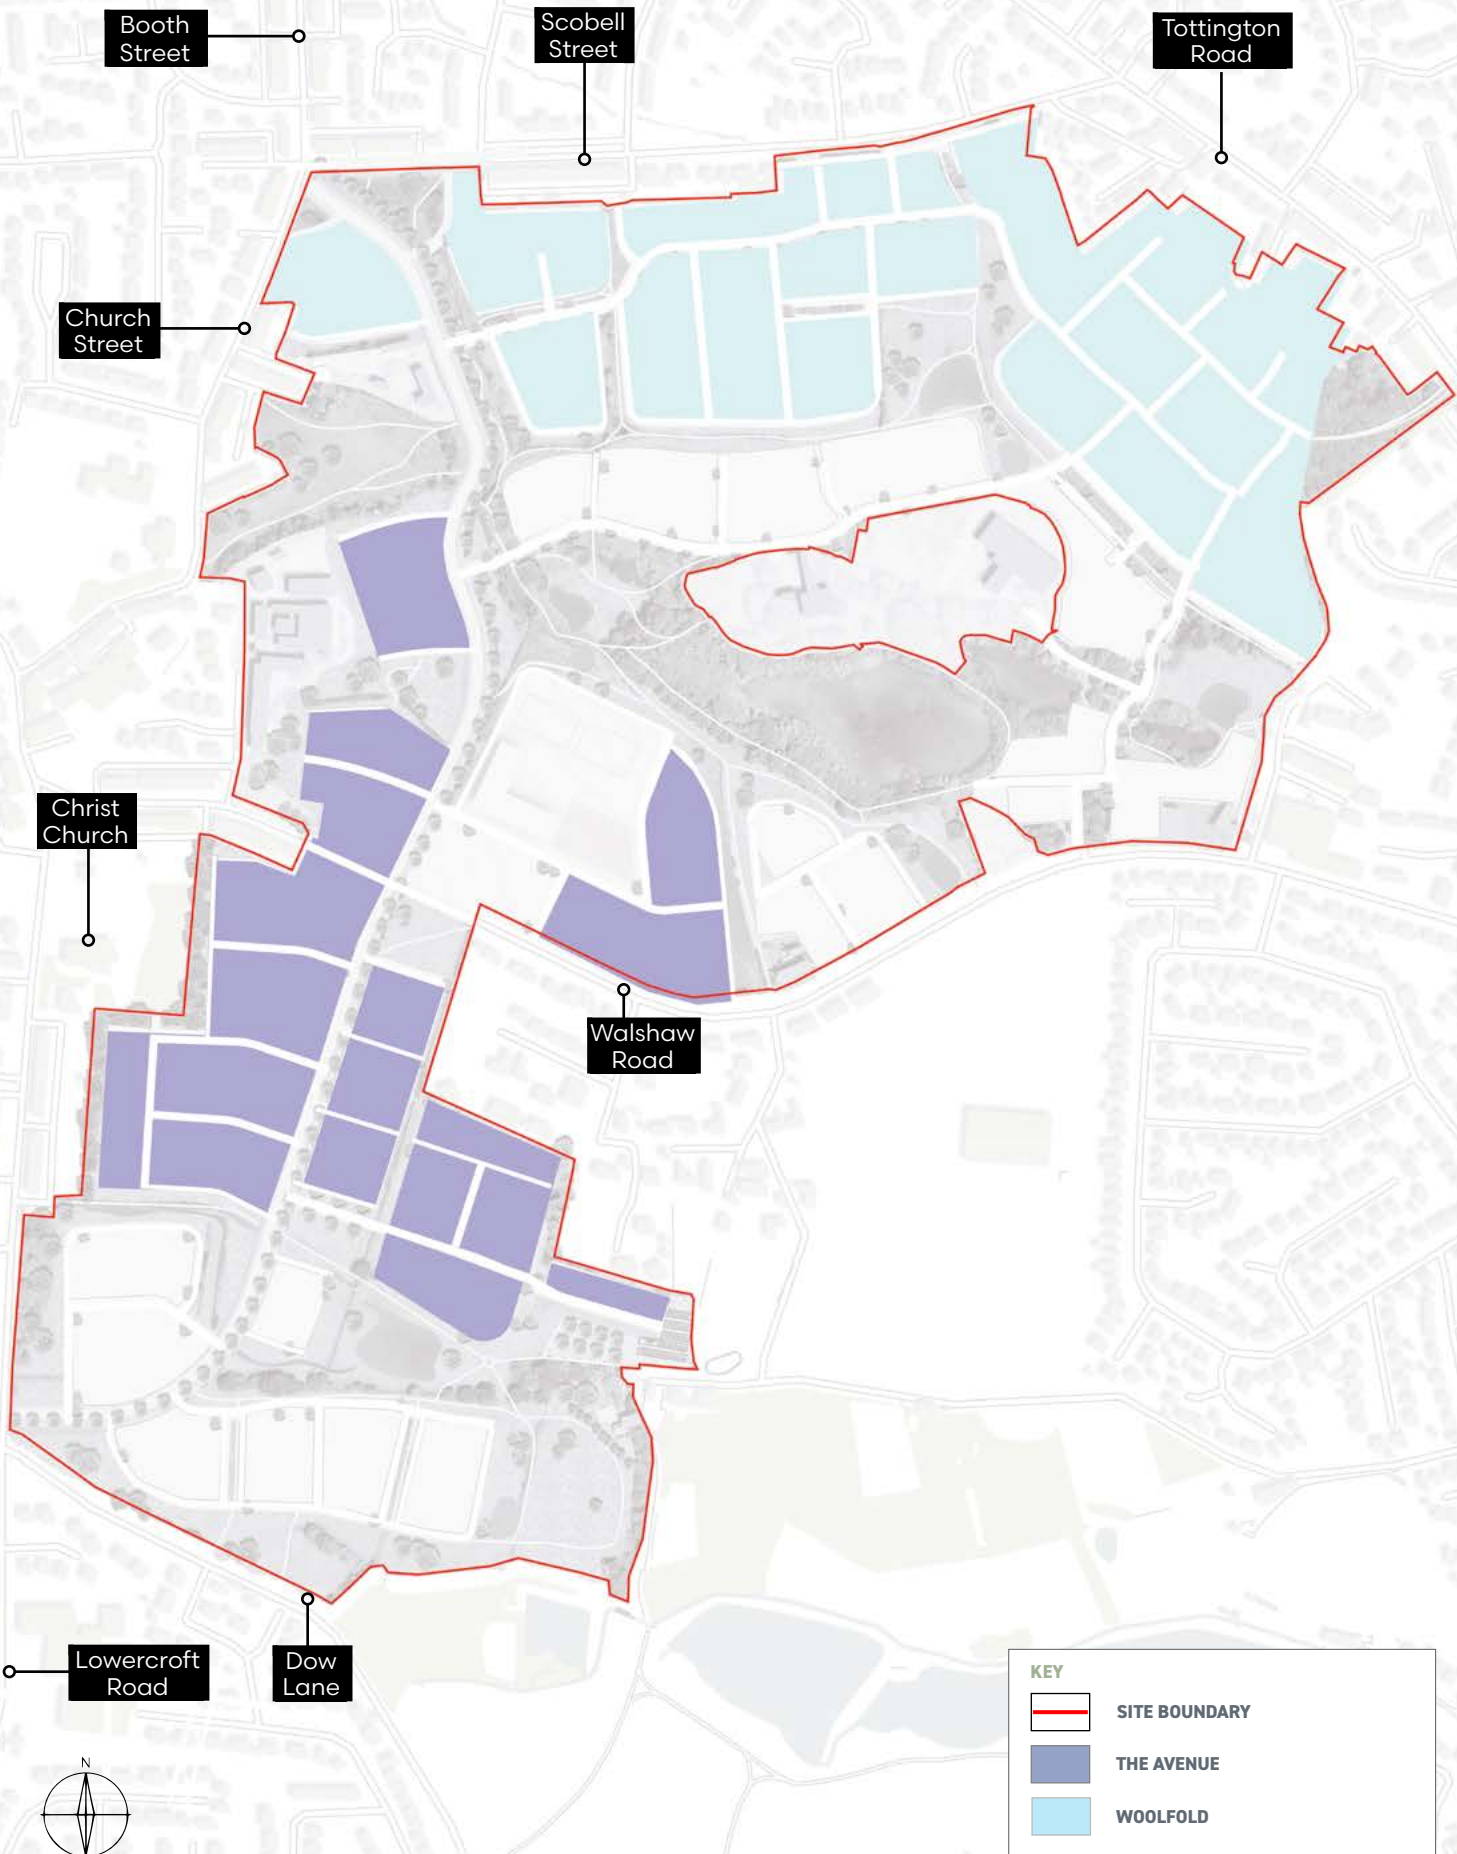 Booth
Street
Scobell
Street
Tottington
Road
Church
Street
Christ
Church
Walshaw
Road
Lowercroft
Road
Dow
Lane
N
KEY
SITE BOUNDARY
THE AVENUE
WOOLFOLD